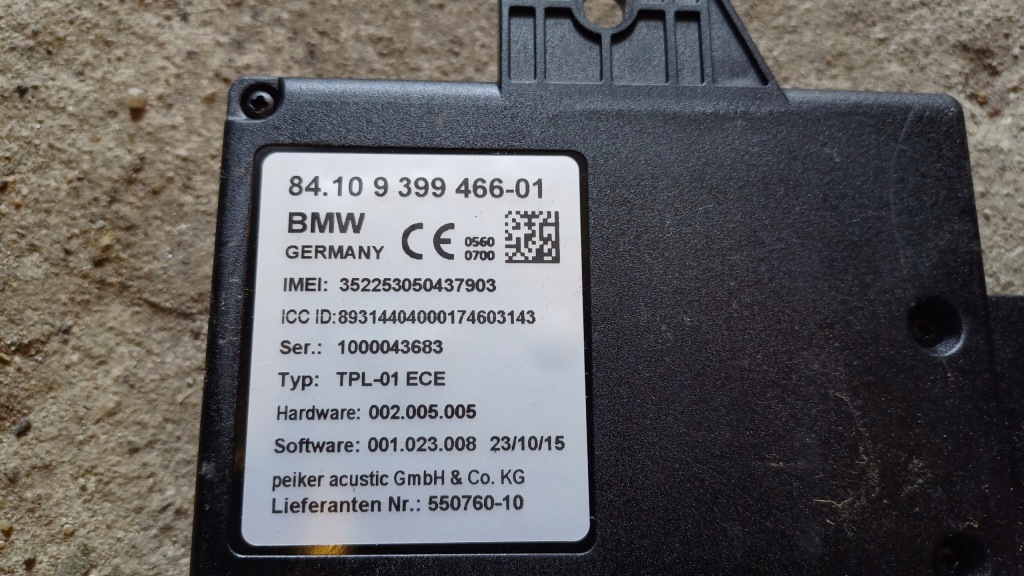 84.10 9 399 466-01
BMW
GERMANY CE 0560
0700
IMEI: 352253050437903
ICC ID:89314404000174603143
Ser.: 1000043683
Typ: TPL-01 ECE
Hardware: 002.005.005
Software: 001.023.008 23/10/15
peiker acustic GmbH & Co. KG
Lieferanten Nr.: 550760-10